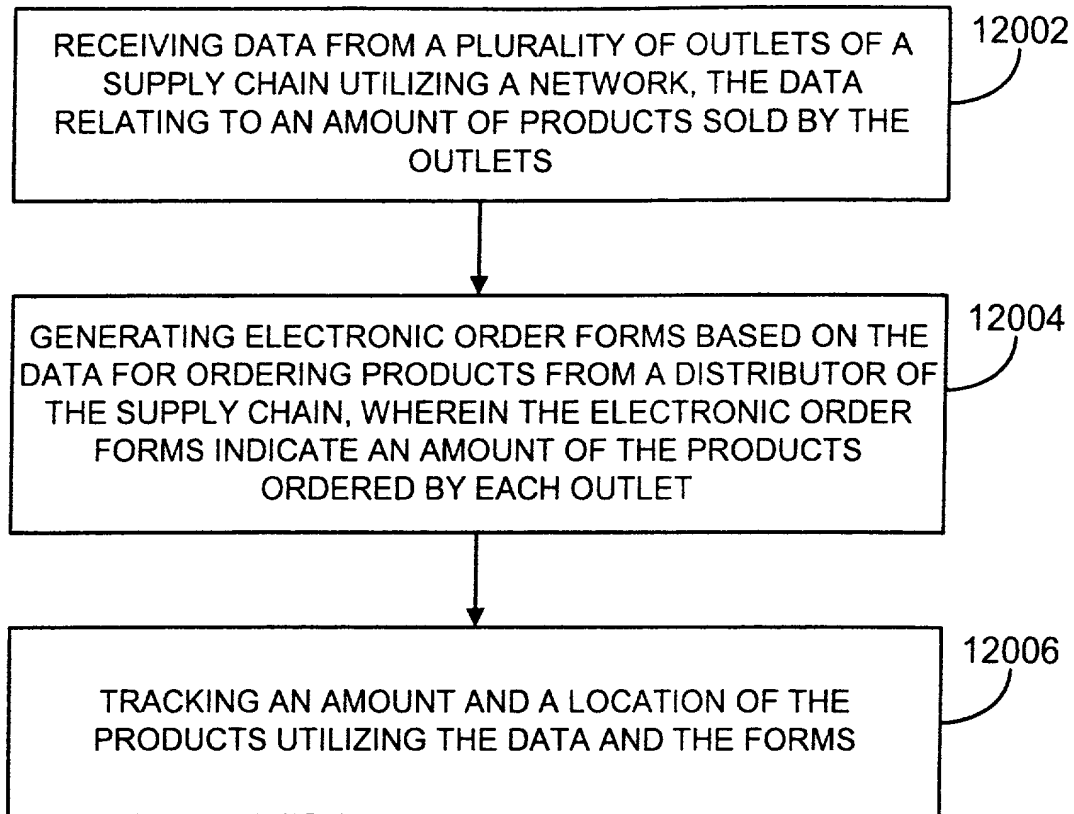 12002
RECEIVING DATA FROM A PLURALITY OF OUTLETS OF A
SUPPLY CHAIN UTILIZING A NETWORK, THE DATA
RELATING TO AN AMOUNT OF PRODUCTS SOLD BY THE
OUTLETS
12004
GENERATING ELECTRONIC ORDER FORMS BASED ON THE
DATA FOR ORDERING PRODUCTS FROM A DISTRIBUTOR OF
THE SUPPLY CHAIN, WHEREIN THE ELECTRONIC ORDER
FORMS INDICATE AN AMOUNT OF THE PRODUCTS
ORDERED BY EACH OUTLET
12006
TRACKING AN AMOUNT AND A LOCATION OF THE
PRODUCTS UTILIZING THE DATA AND THE FORMS